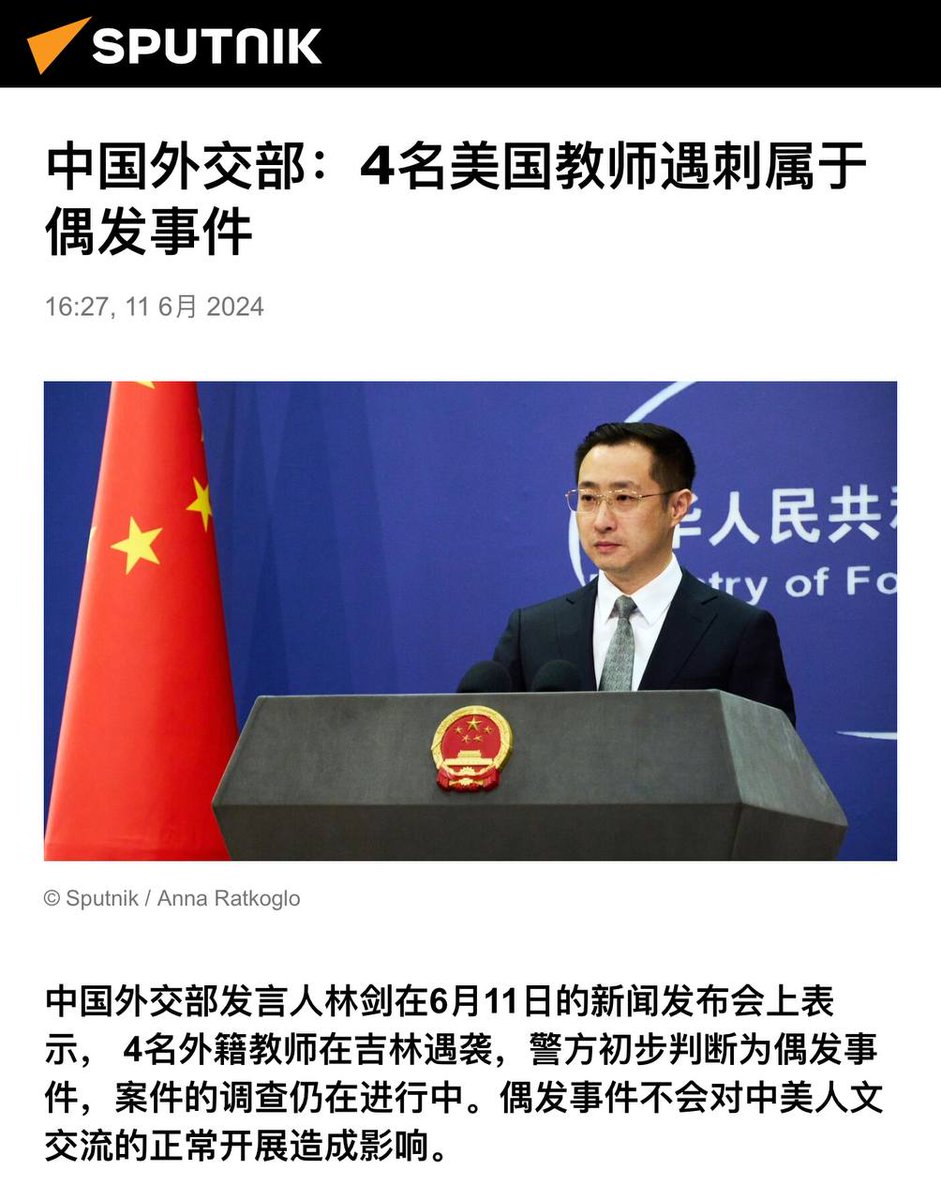 SPUTNIK
中国外交部：4名美国教师遇刺属于
偶发事件
16:27, 11 6月 2024
华人民共和
try of Fo
© Sputnik / Anna Ratkoglo
中国外交部发言人林剑在6月11日的新闻发布会上表
示， 4名外籍教师在吉林遇袭，警方初步判断为偶发事
件，案件的调查仍在进行中。偶发事件不会对中美人文
交流的正常开展造成影响。